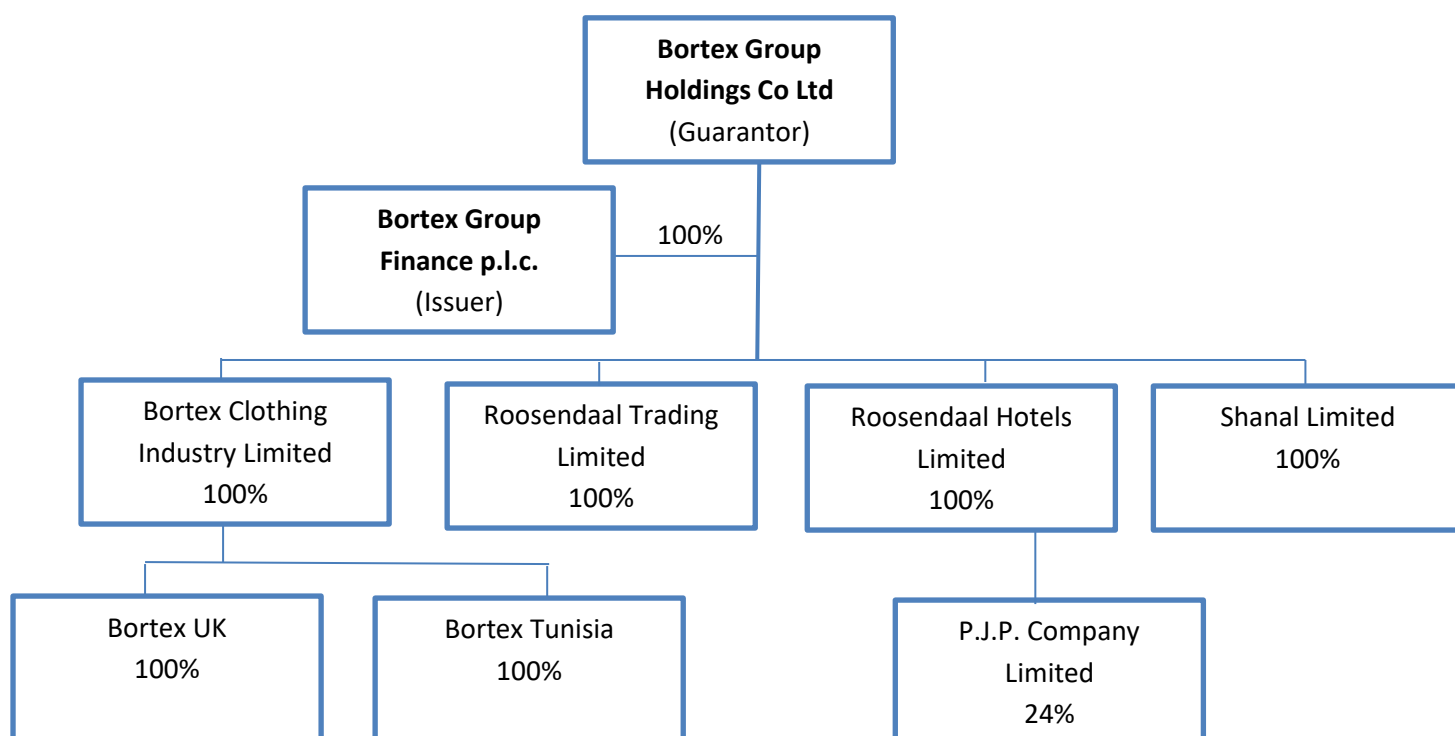 Bortex Group
Holdings Co Ltd
(Guarantor)
Bortex Group
Finance p.l.c.
(Issuer)
100%
Bortex Clothing
Industry Limited
100%
Roosendaal Trading
Limited
100%
Roosendaal Hotels
Limited
100%
Shanal Limited
100%
Bortex UK
100%
Bortex Tunisia
100%
P.J.P. Company
Limited
24%